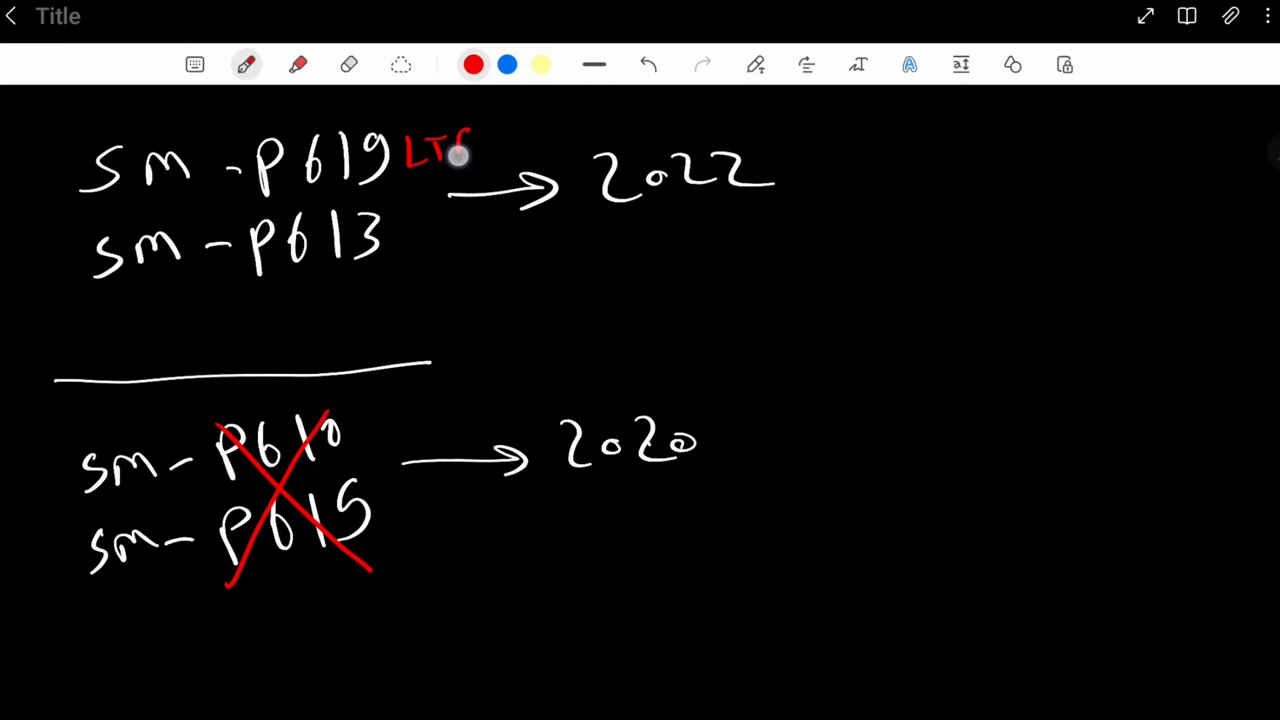 Title
sm - P619 LTE → 2022
sm - P613
sm - P610 → 2020
sm - P615